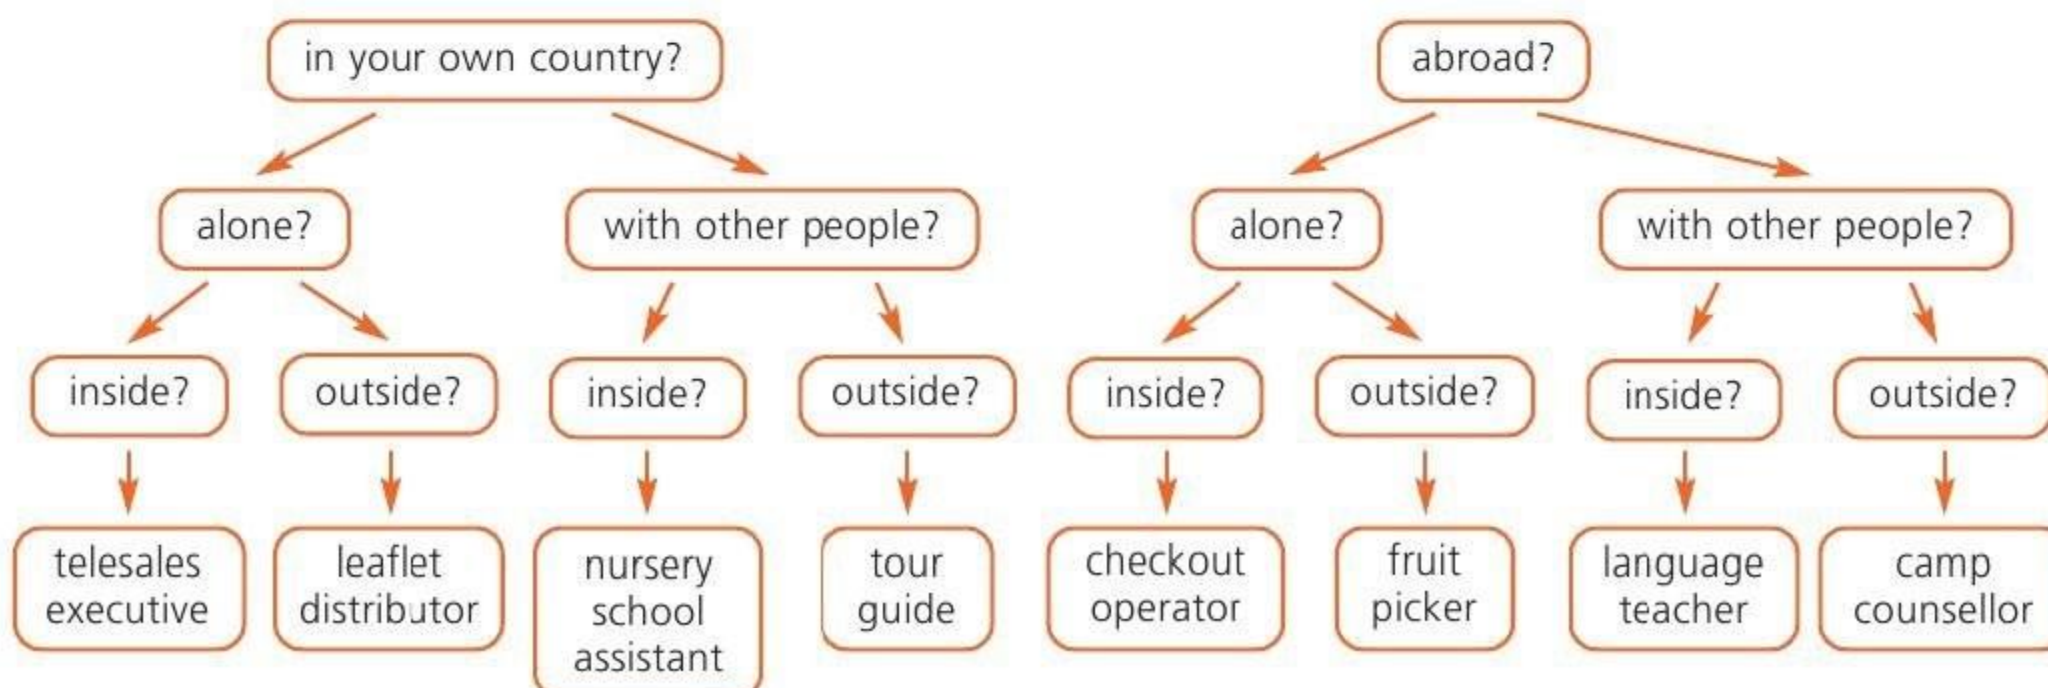 in your own country?
abroad?
alone?
with other people?
alone?
with other people?
inside?
outside?
inside?
outside?
inside?
outside?
inside?
outside?
telesales
executive
leaflet
distributor
nursery
school
assistant
tour
guide
checkout
operator
fruit
picker
language
teacher
camp
counsellor